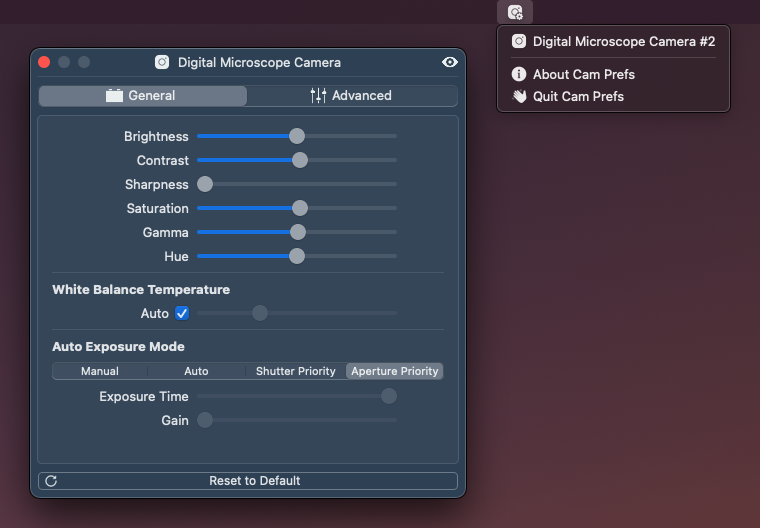 Digital Microscope Camera #2
About Cam Prefs
Quit Cam Prefs
Digital Microscope Camera
General
Advanced
Brightness
Contrast
Sharpness
Saturation
Gamma
Hue
White Balance Temperature
Auto
Auto Exposure Mode
Manual Auto Shutter Priority Aperture Priority
Exposure Time
Gain
Reset to Default